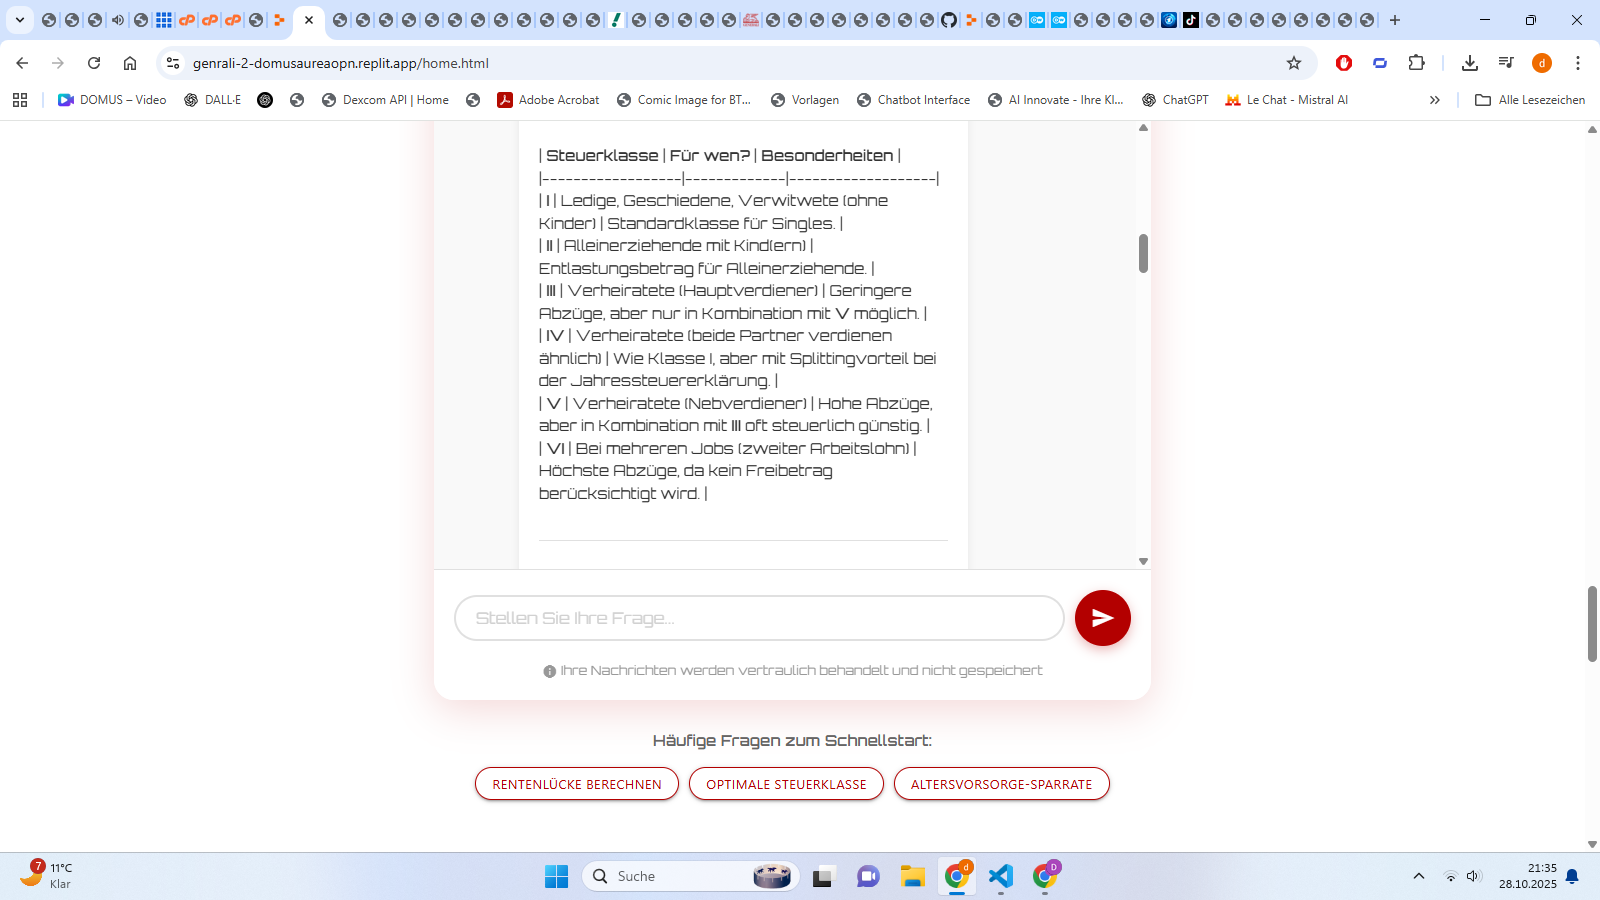 genrali-2-domusaureaopn.replit.app/home.html
d
DOMUS – Video
DALL·E
Dexcom API | Home
Adobe Acrobat
Comic Image for BT...
Vorlagen
Chatbot Interface
AI Innovate - Ihre KI...
ChatGPT
Le Chat - Mistral AI
Alle Lesezeichen
| Steuerklasse | Für wen? | Besonderheiten |
|------------------|-------------|-------------------|
| I | Ledige, Geschiedene, Verwitwete (ohne
Kinder) | Standardklasse für Singles. |
| II | Alleinerziehende mit Kind(ern) |
Entlastungsbetrag für Alleinerziehende. |
| III | Verheiratete (Hauptverdiener) | Geringere
Abzüge, aber nur in Kombination mit V möglich. |
| IV | Verheiratete (beide Partner verdienen
ähnlich) | Wie Klasse I, aber mit Splittingvorteil bei
der Jahressteuererklärung. |
| V | Verheiratete (Nebverdiener) | Hohe Abzüge,
aber in Kombination mit III oft steuerlich günstig. |
| VI | Bei mehreren Jobs (zweiter Arbeitslohn) |
Höchste Abzüge, da kein Freibetrag
berücksichtigt wird. |
Stellen Sie Ihre Frage...
Ihre Nachrichten werden vertraulich behandelt und nicht gespeichert
Häufige Fragen zum Schnellstart:
RENTENLÜCKE BERECHNEN
OPTIMALE STEUERKLASSE
ALTERSVORSORGE-SPARRATE
7
11°C
Klar
Suche
d
D
21:35
28.10.2025